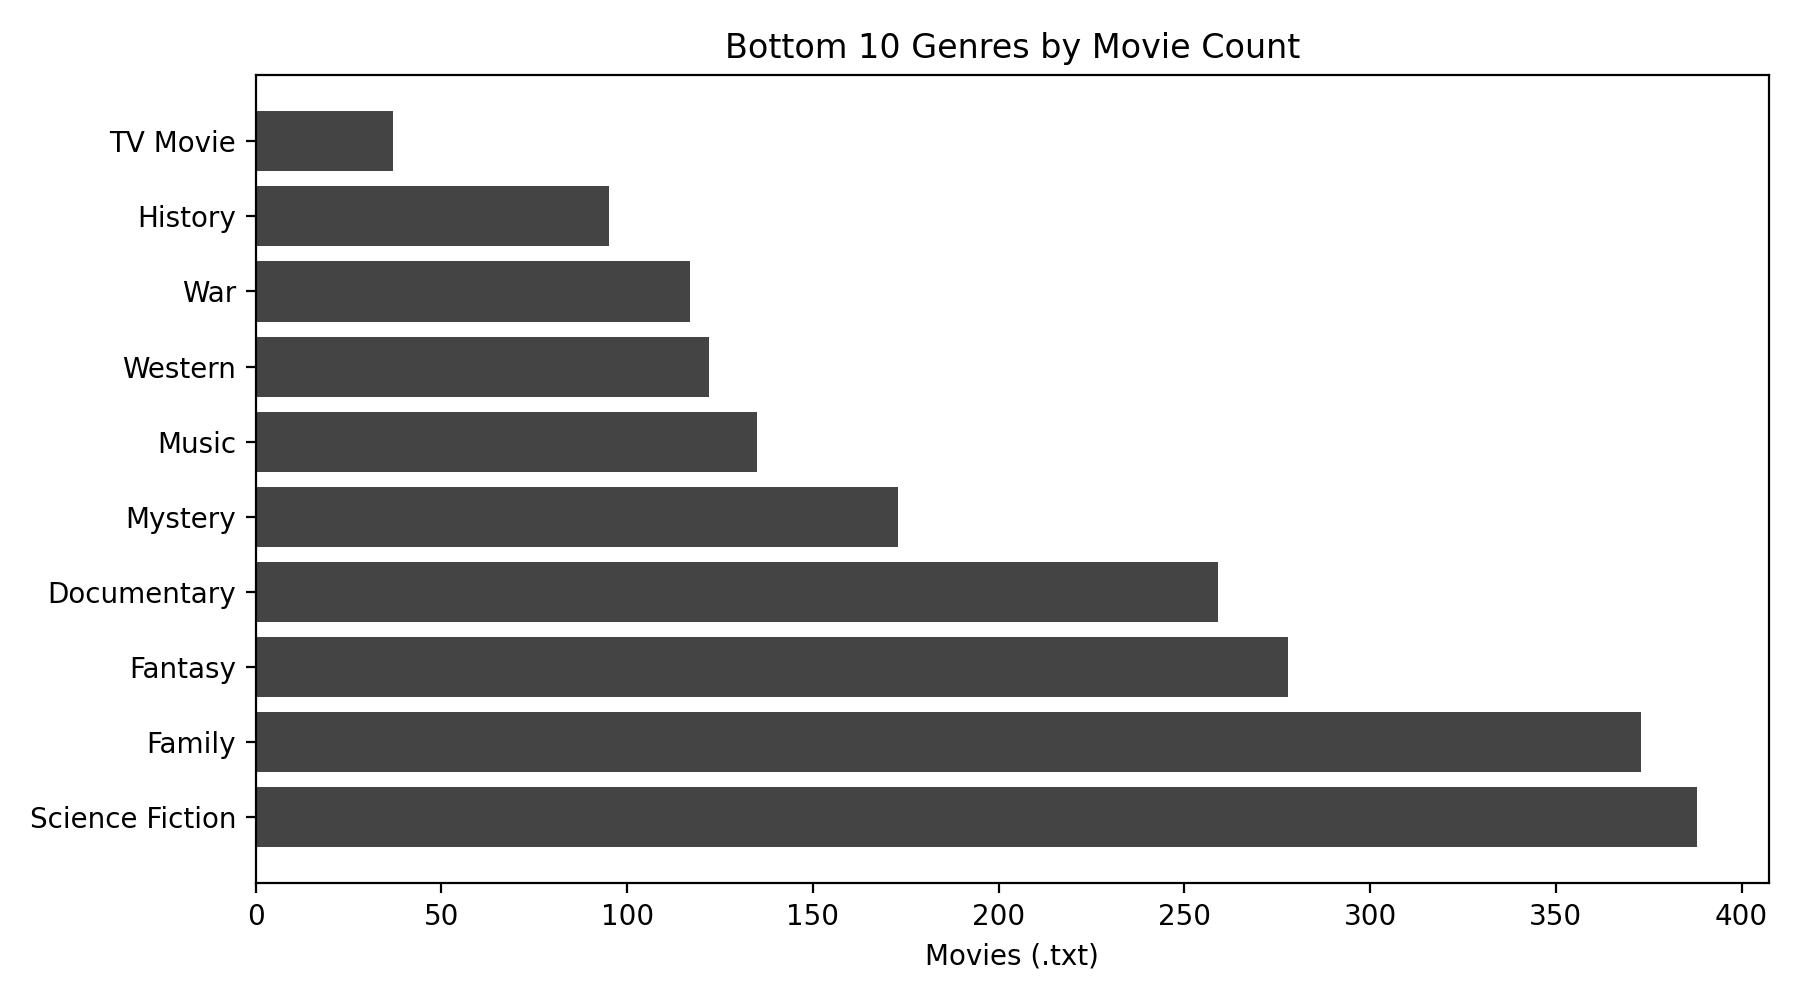 Bottom 10 Genres by Movie Count
TV Movie
History
War
Western
Music
Mystery
Documentary
Fantasy
Family
Science Fiction
0 50 100 150 200 250 300 350 400
Movies (.txt)